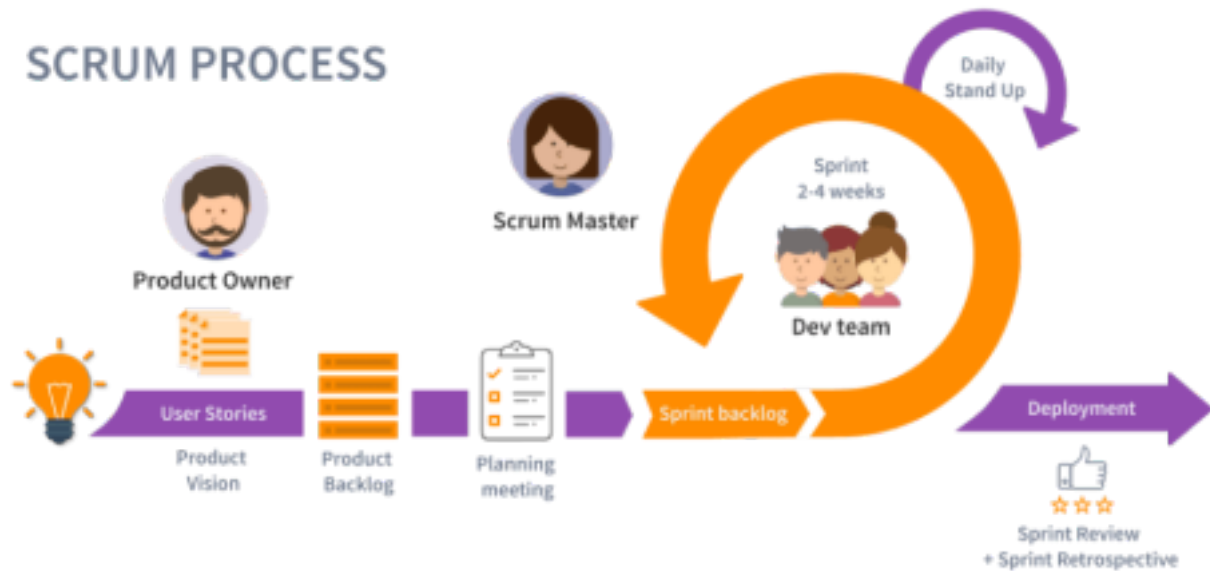 SCRUM PROCESS
Daily
Stand Up
Sprint
2-4 weeks
Scrum Master
Product Owner
Dev team
User Stories
Sprint backlog
Deployment
Product
Vision
Product
Backlog
Planning
meeting
Sprint Review
+ Sprint Retrospective